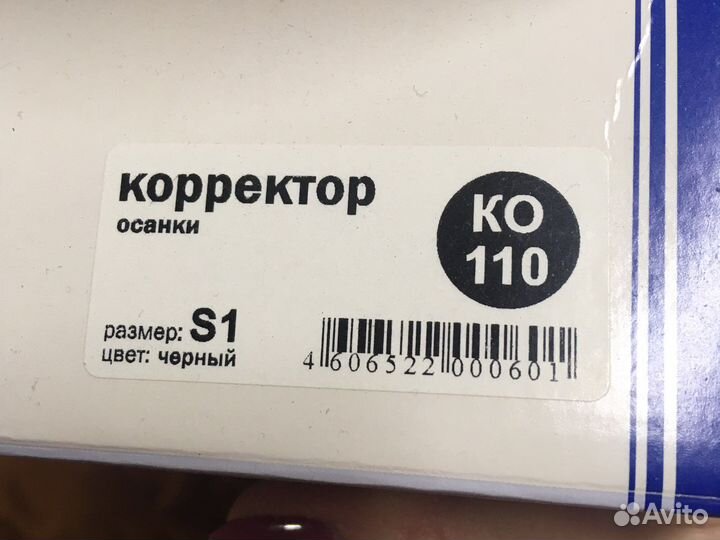 корректор
осанки
КО
110
размер: S1
цвет: черный
4 606522 000601
Avito